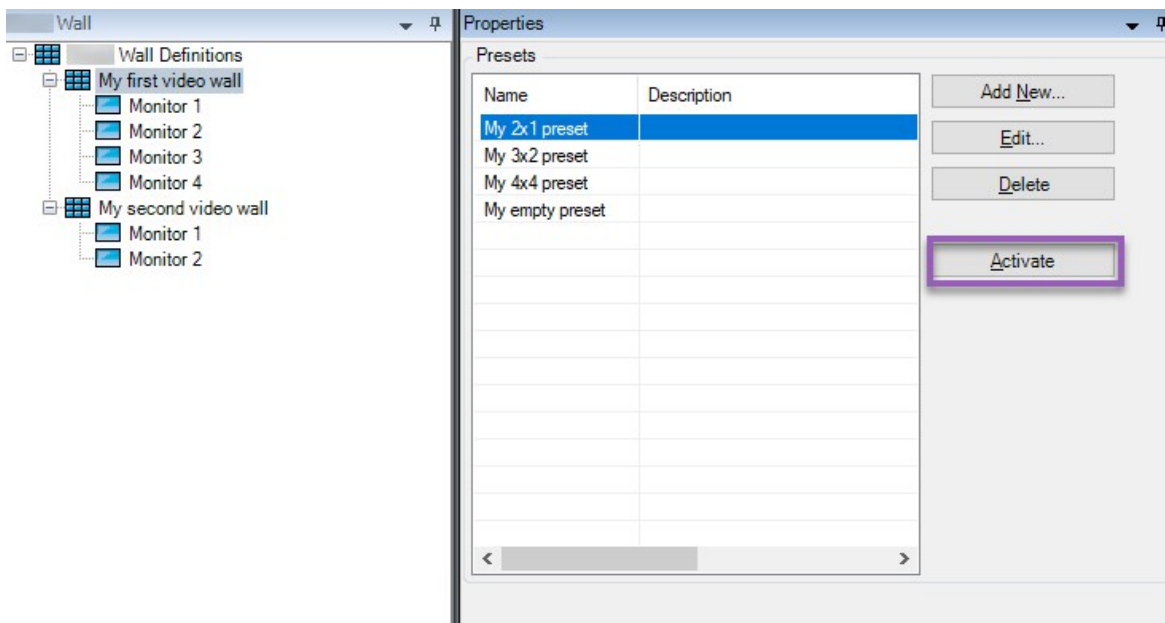 Wall
Wall Definitions
My first video wall
Monitor 1
Monitor 2
Monitor 3
Monitor 4
My second video wall
Monitor 1
Monitor 2
Properties
Presets
Name Description
My 2x1 preset
My 3x2 preset
My 4x4 preset
My empty preset
Add New...
Edit...
Delete
Activate